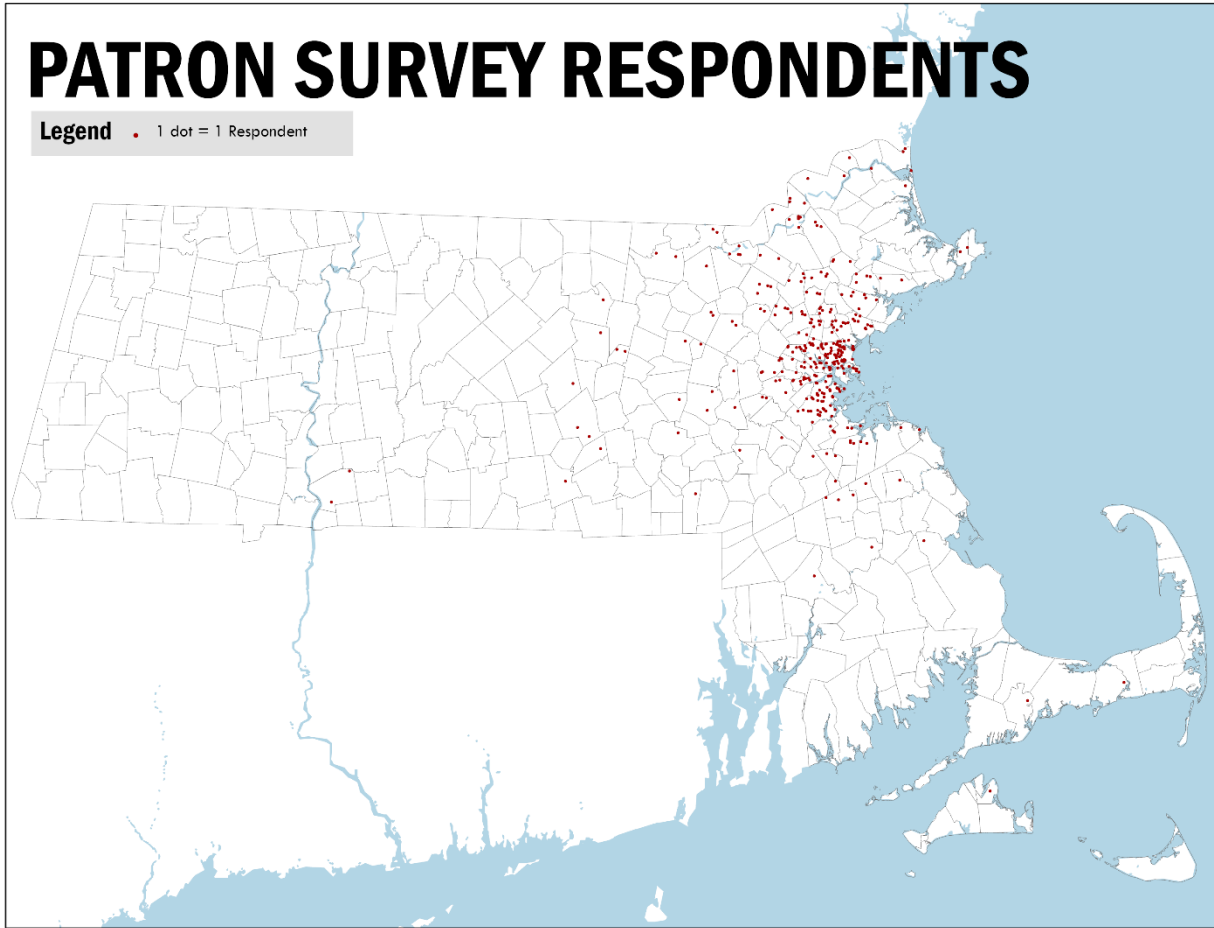 PATRON SURVEY RESPONDENTS
Legend 1 dot = 1 Respondent